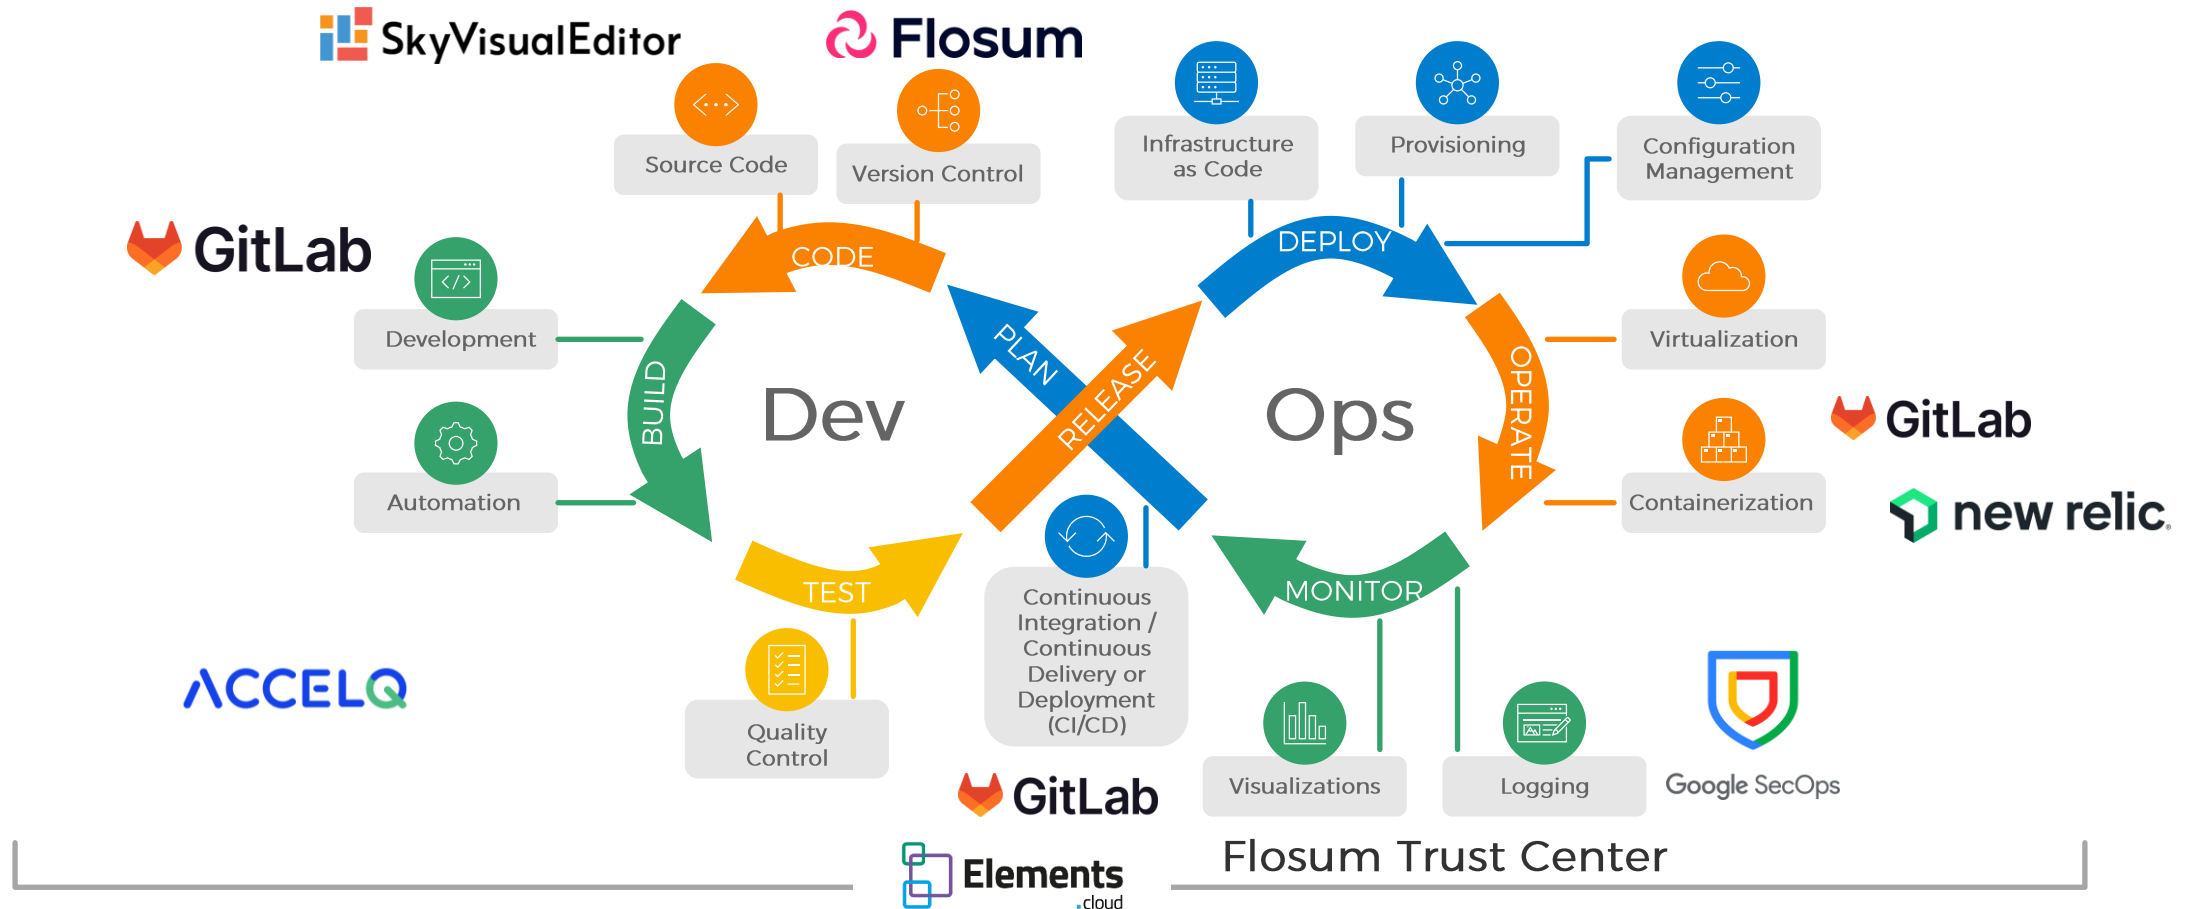 SkyVisualEditor
Flosum
Source Code
Version Control
Infrastructure
as Code
Provisioning
Configuration
Management
GitLab
CODE
DEPLOY
Development
Virtualization
PLAN
RELEASE
BUILD
Dev
Ops
OPERATE
GitLab
Automation
Containerization
new relic®
TEST
MONITOR
Continuous
Integration /
Continuous
Delivery or
Deployment
(CI/CD)
ACCELQ
Quality
Control
Visualizations
Logging
Google SecOps
GitLab
Flosum Trust Center
Elements
.cloud